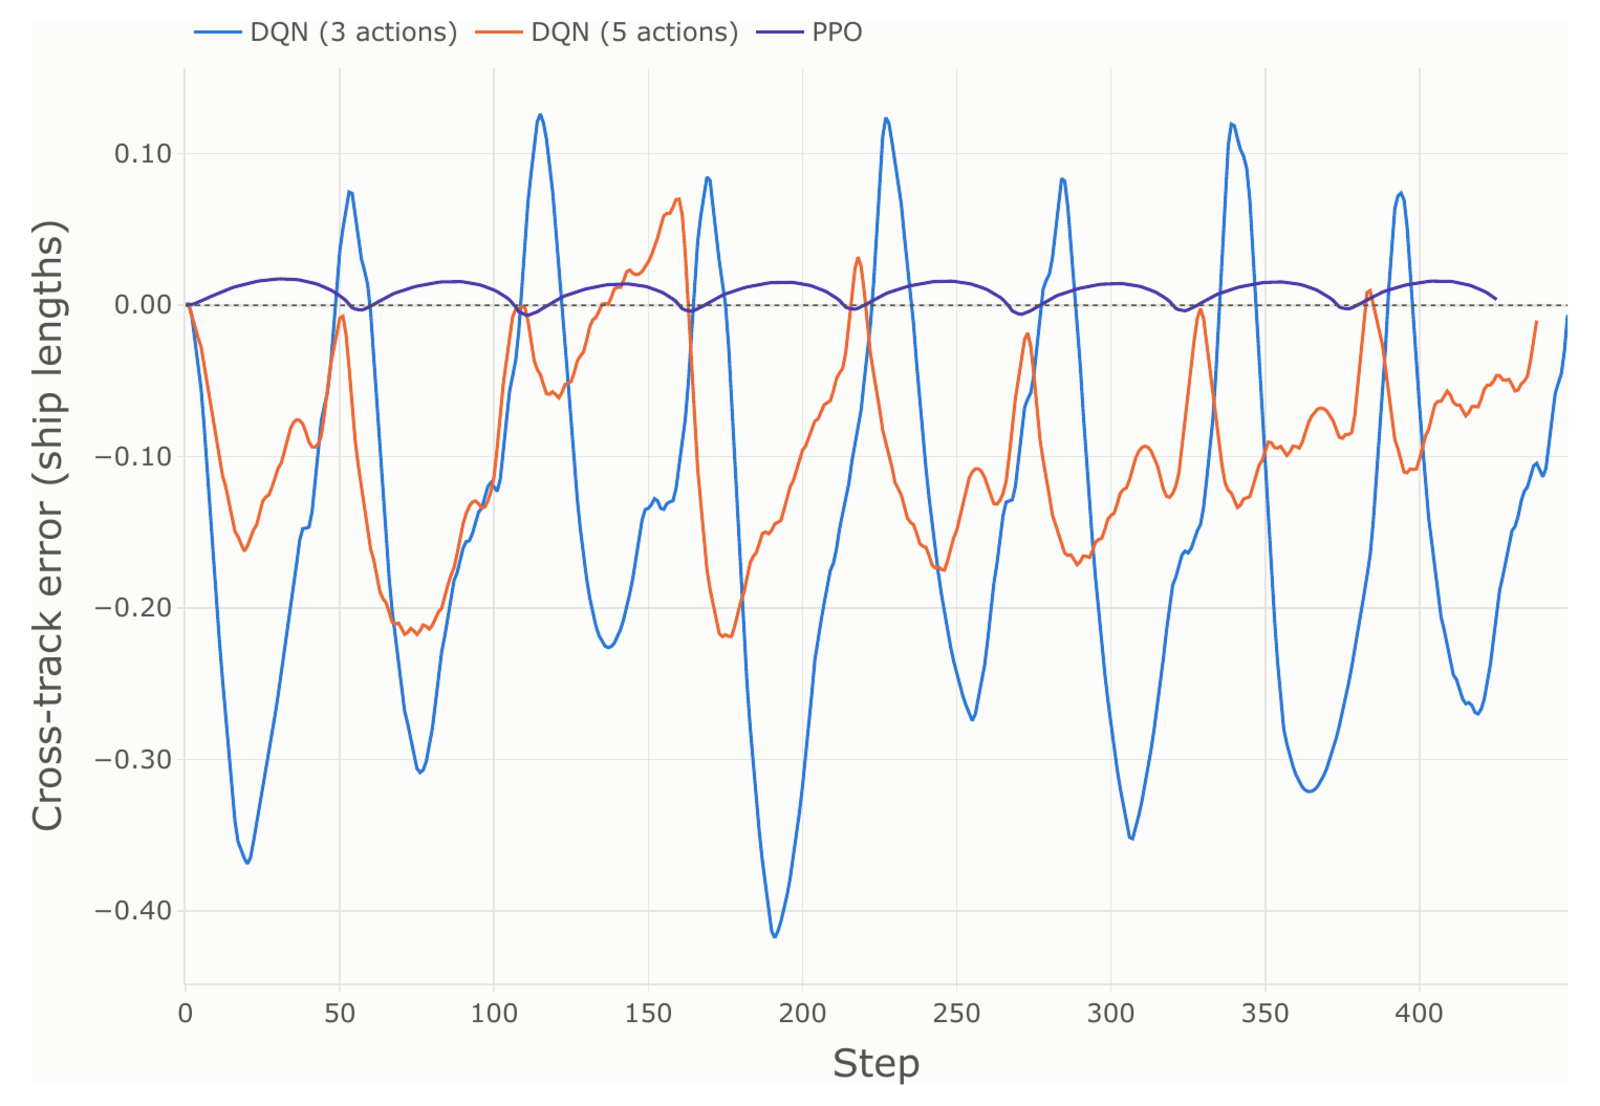 DQN (3 actions) DQN (5 actions) PPO
0.10
0.00
−0.10
−0.20
−0.30
−0.40
Cross-track error (ship lengths)
0 50 100 150 200 250 300 350 400
Step